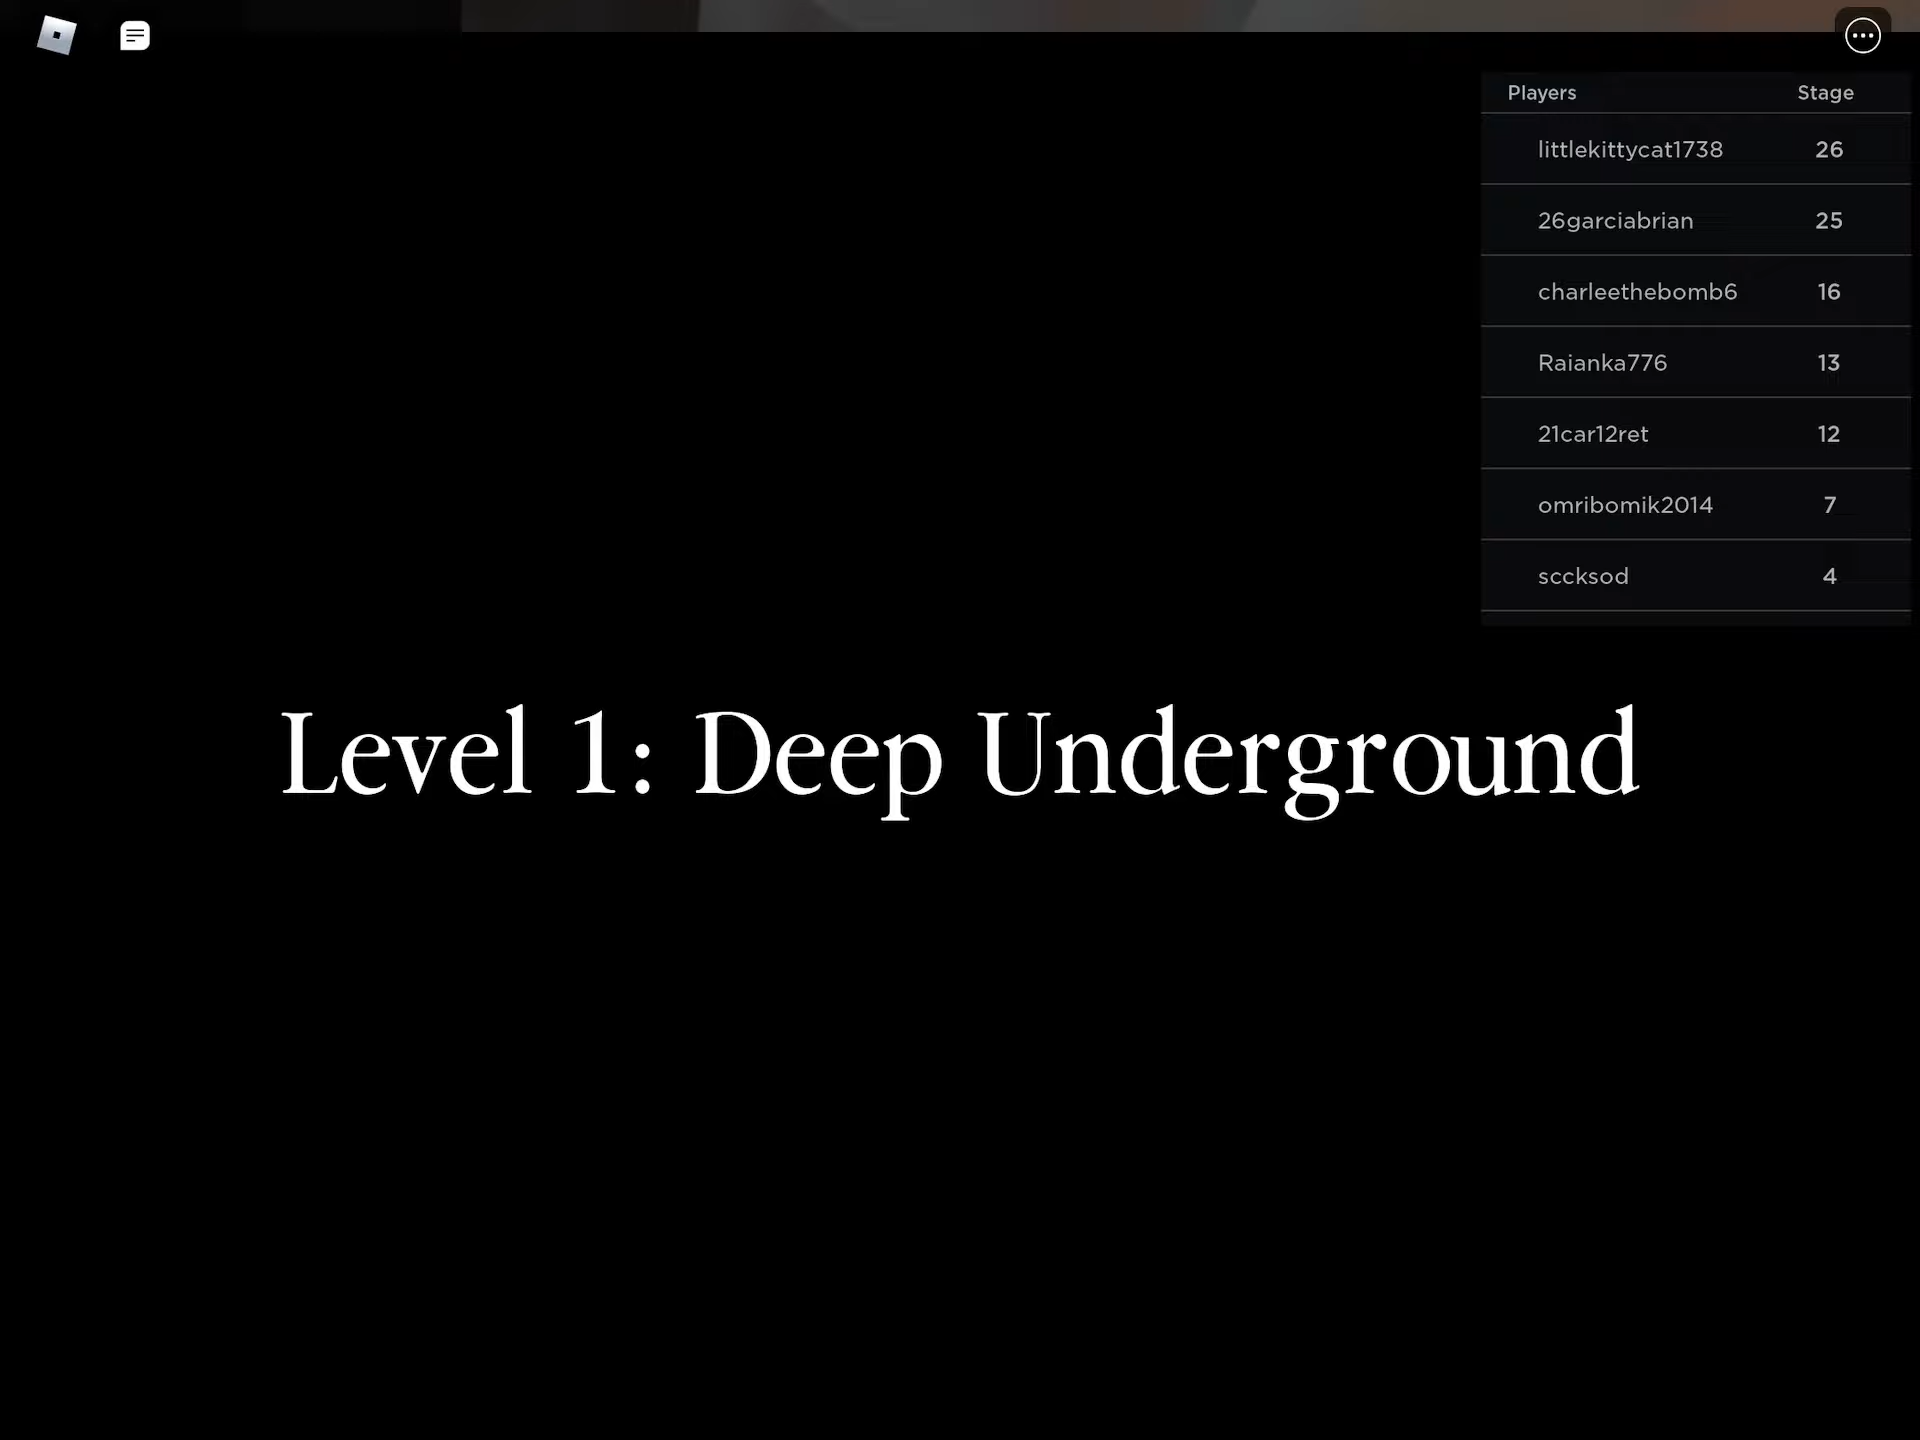 Players Stage
littlekittycat1738 26
26garciabrian 25
charleethebomb6 16
Raianka776 13
21car12ret 12
omribomik2014 7
sccksod 4
Level 1: Deep Underground